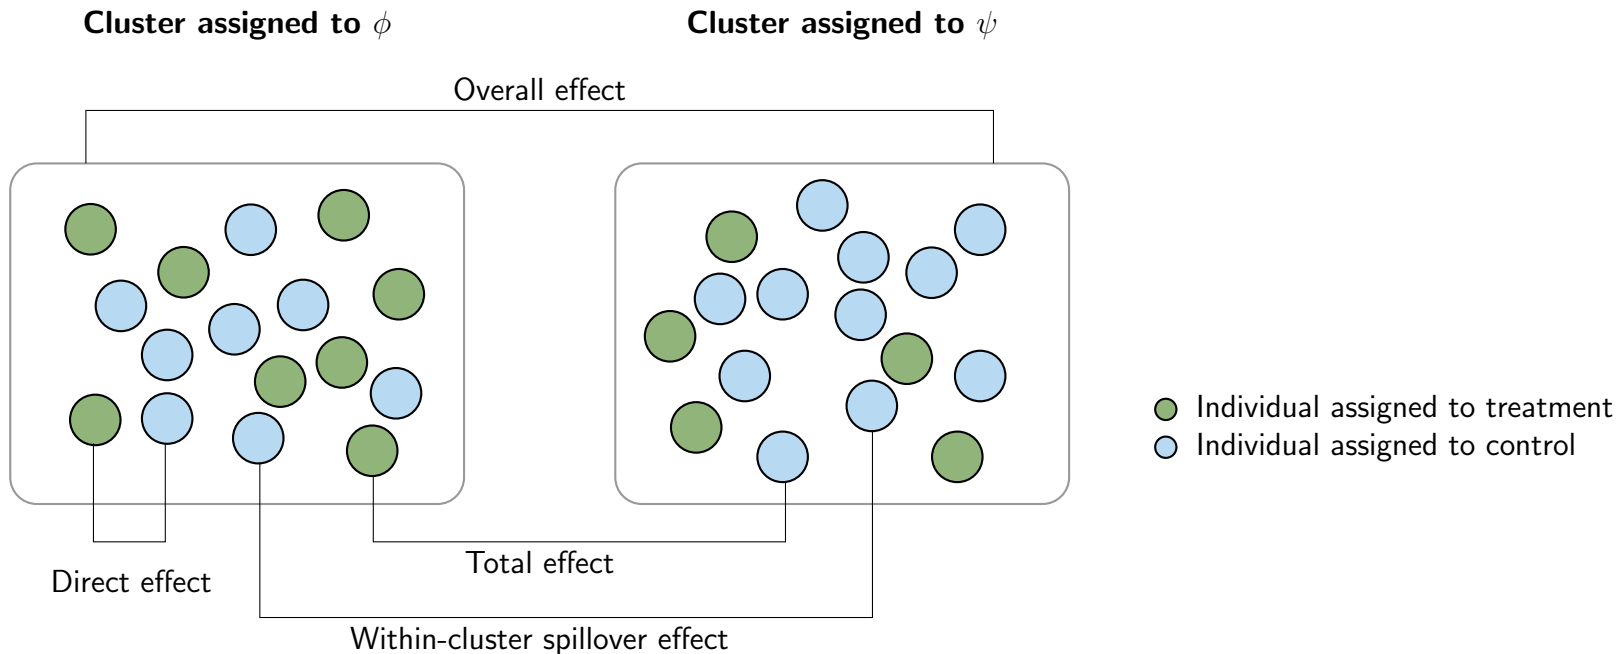 Cluster assigned to ϕ
Cluster assigned to ψ
Overall effect
Individual assigned to treatment
Individual assigned to control
Total effect
Direct effect
Within-cluster spillover effect